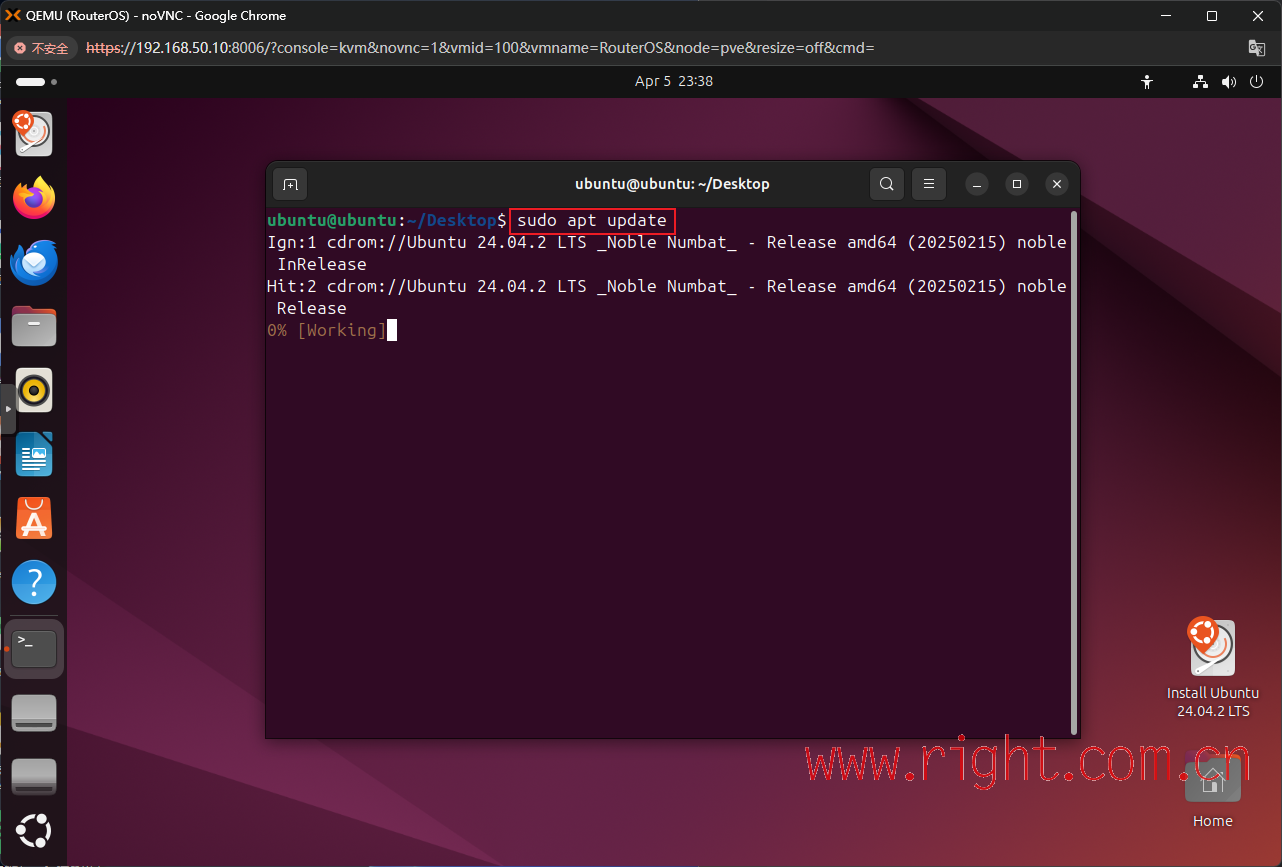 QEMU (RouterOS) - noVNC - Google Chrome
不安全 https://192.168.50.10:8006/?console=kvm&novnc=1&vmid=100&vmname=RouterOS&node=pve&resize=off&cmd=
Apr 5 23:38
ubuntu@ubuntu: ~/Desktop
ubuntu@ubuntu:~/Desktop$ sudo apt update
Ign:1 cdrom://Ubuntu 24.04.2 LTS _Noble Numbat_ - Release amd64 (20250215) noble
InRelease
Hit:2 cdrom://Ubuntu 24.04.2 LTS _Noble Numbat_ - Release amd64 (20250215) noble
Release
0% [Working]
>_
Install Ubuntu
24.04.2 LTS
www.right.com.cn
Home